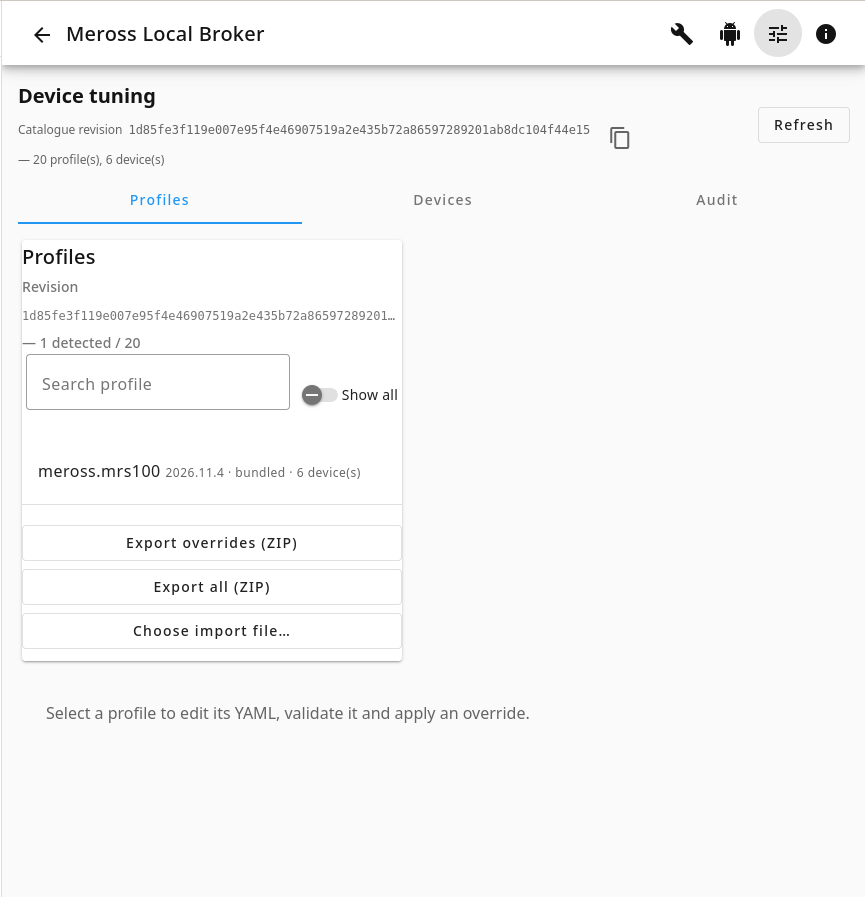 Meross Local Broker
Device tuning
Catalogue revision 1d85fe3f119e007e95f4e46907519a2e435b72a86597289201ab8dc104f44e15
— 20 profile(s), 6 device(s)
Refresh
Profiles
Devices
Audit
Profiles
Revision
1d85fe3f119e007e95f4e46907519a2e435b72a86597289201…
— 1 detected / 20
Search profile
Show all
meross.mrs100 2026.11.4 · bundled · 6 device(s)
Export overrides (ZIP)
Export all (ZIP)
Choose import file…
Select a profile to edit its YAML, validate it and apply an override.